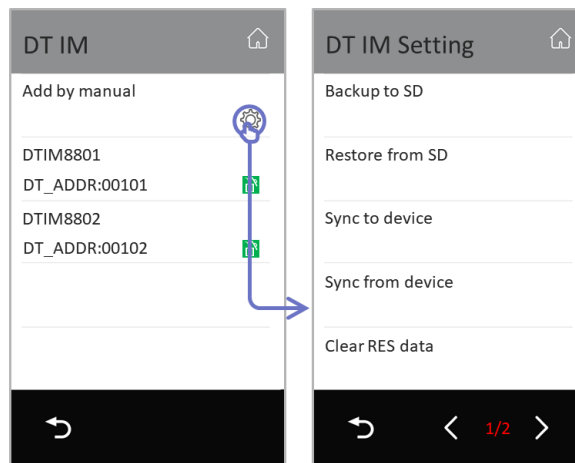 DT IM
Add by manual
DTIM8801
DT_ADDR:00101
DTIM8802
DT_ADDR:00102
DT IM Setting
Backup to SD
Restore from SD
Sync to device
Sync from device
Clear RES data
1/2